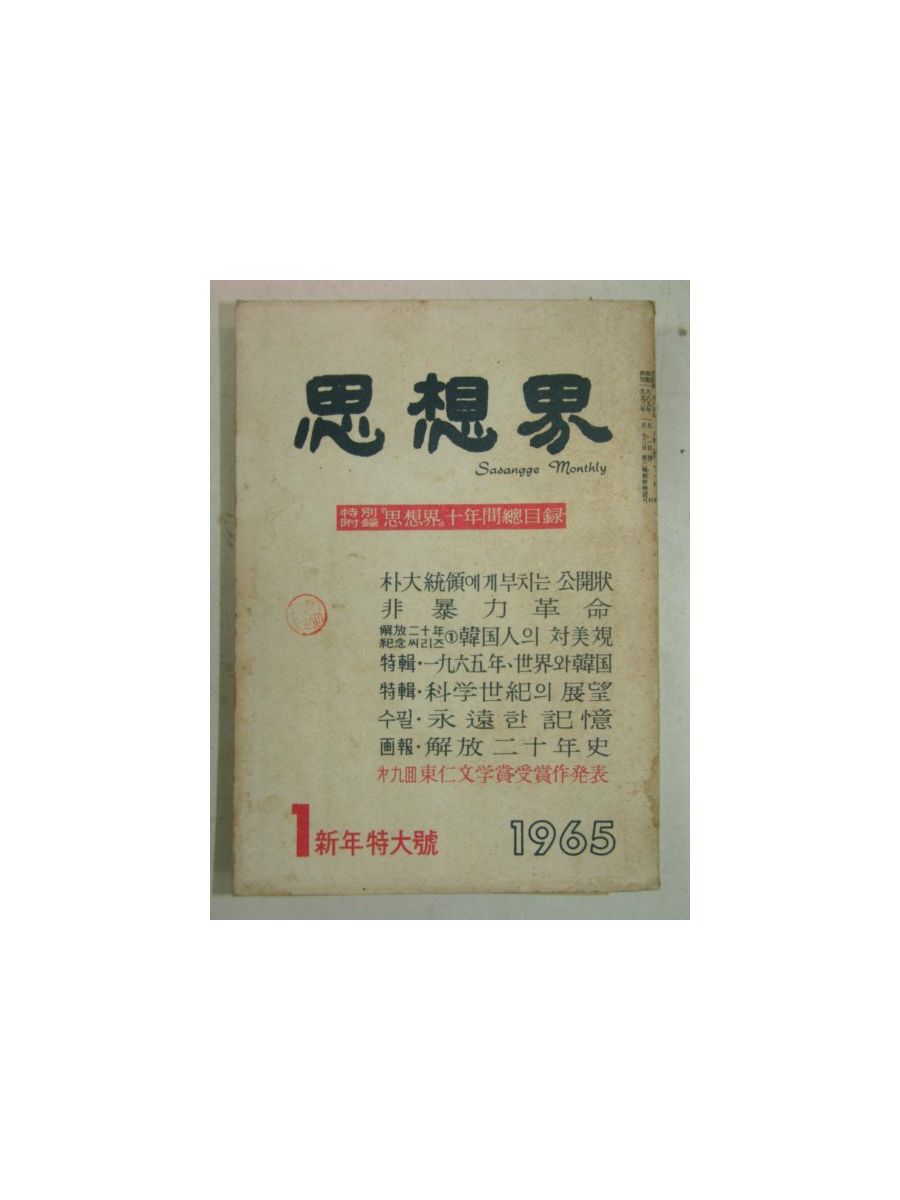 思想界
Sasangge Monthly
特別附録『思想界』十年間總目録
朴大統領에게부치는 公開狀
非暴力革命
解放二十年紀念씨리즈①韓国人의 対美観
特輯·一九六五年、世界와韓国
特輯·科学世紀의 展望
수필·永遠한 記憶
画報·解放二十年史
第九回東仁文学賞受賞作発表
1新年特大號
1965